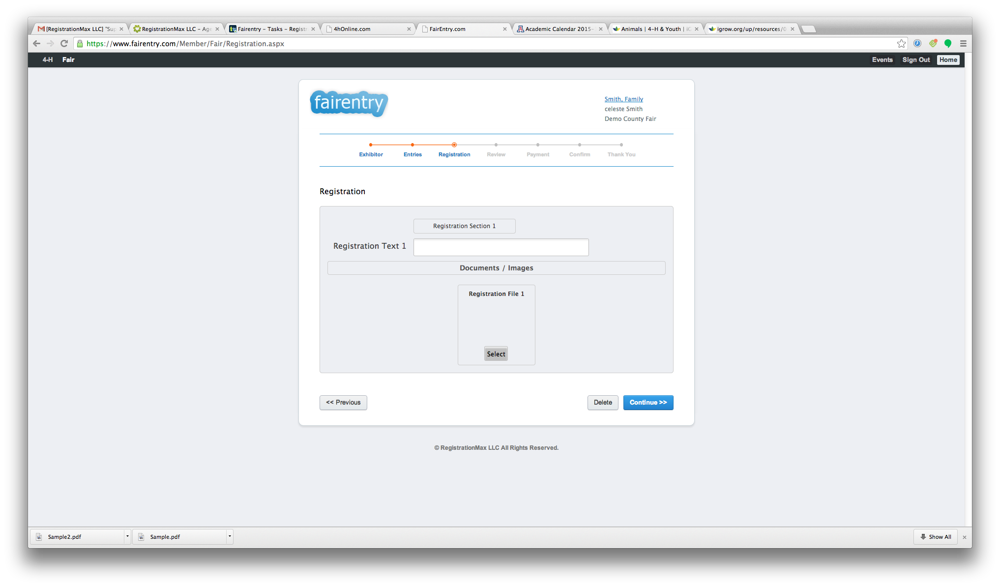 [RegistrationMax LLC] "Sup
RegistrationMax LLC – Age
Fairentry – Tasks – Registr
4hOnline.com
FairEntry.com
Academic Calendar 2015-
Animals | 4-H & Youth | iG
igrow.org/up/resources/0
https://www.fairentry.com/Member/Fair/Registration.aspx
4-H Fair Events Sign Out Home
fairentry
Smith, Family
celeste Smith
Demo County Fair
Exhibitor Entries Registration Review Payment Confirm Thank You
Registration
Registration Section 1
Registration Text 1
Documents / Images
Registration File 1
Select
<< Previous Delete Continue >>
© RegistrationMax LLC All Rights Reserved.
Sample2.pdf Sample.pdf Show All